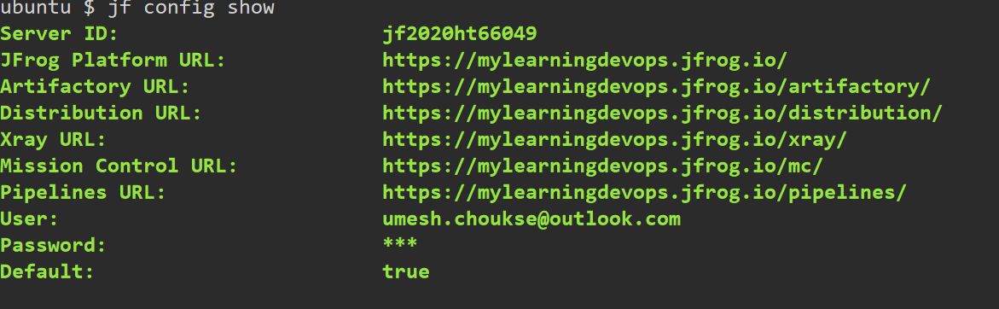 ubuntu $ jf config show
Server ID: jf2020ht66049
JFrog Platform URL: https://mylearningdevops.jfrog.io/
Artifactory URL: https://mylearningdevops.jfrog.io/artifactory/
Distribution URL: https://mylearningdevops.jfrog.io/distribution/
Xray URL: https://mylearningdevops.jfrog.io/xray/
Mission Control URL: https://mylearningdevops.jfrog.io/mc/
Pipelines URL: https://mylearningdevops.jfrog.io/pipelines/
User: umesh.choukse@outlook.com
Password: ***
Default: true